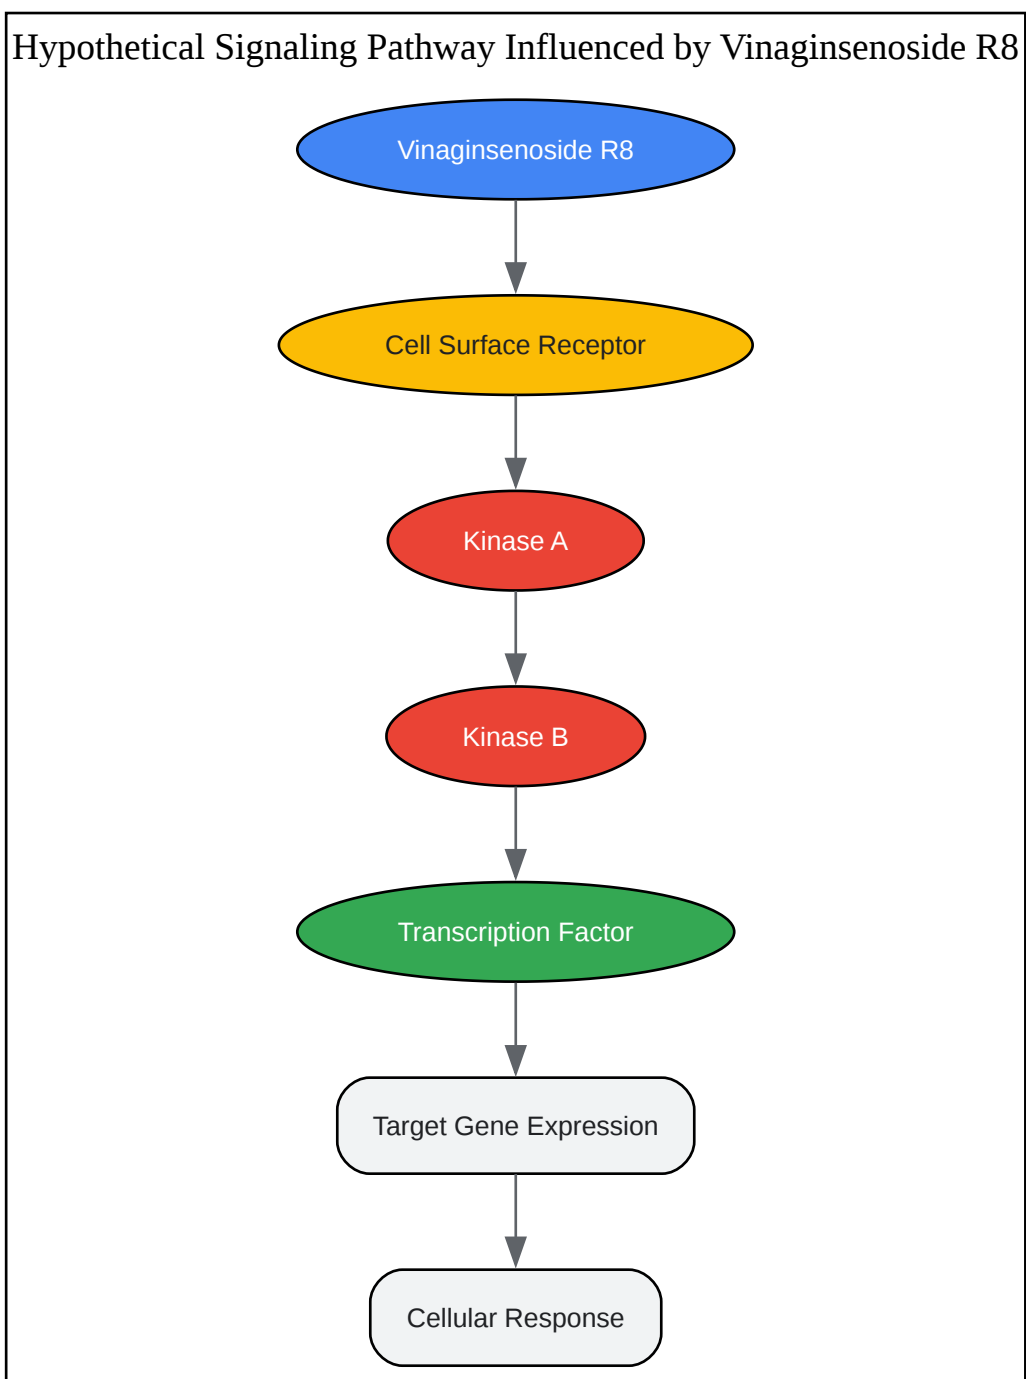 Hypothetical Signaling Pathway Influenced by Vinaginsenoside R8
Vinaginsenoside R8
Cell Surface Receptor
Kinase A
Kinase B
Transcription Factor
Target Gene Expression
Cellular Response